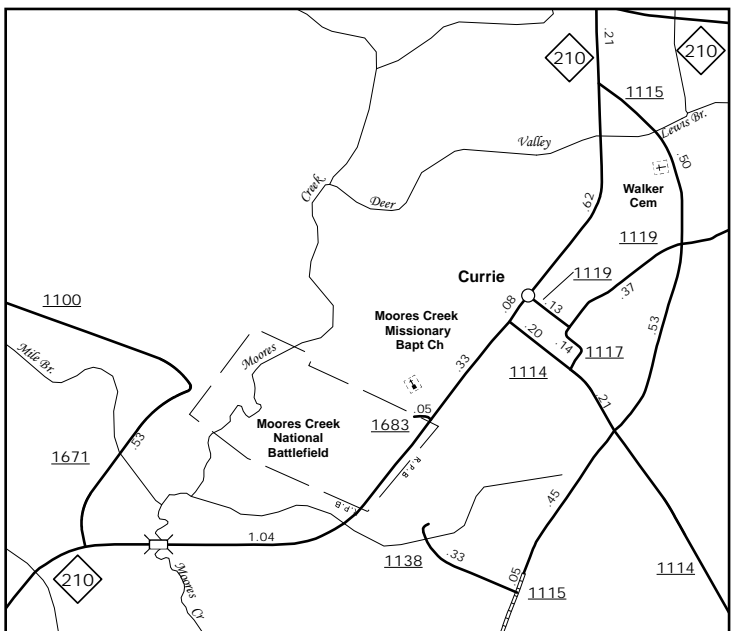 .21
210
210
1115
Lewis Br.
Valley
.50
Walker
Cem
Creek
Deer
.62
1119
Currie
1119
1100
.37
.08
.13
Moores Creek
Missionary
Bapt Ch
.53
.20
.14
1117
Mile Br.
Moores
.33
1114
.21
.05
1683
Moores Creek
National
Battlefield
.53
1671
R.P.B
R.P.B
.45
1.04
.33
1138
.05
1115
1114
210
Moores Cr